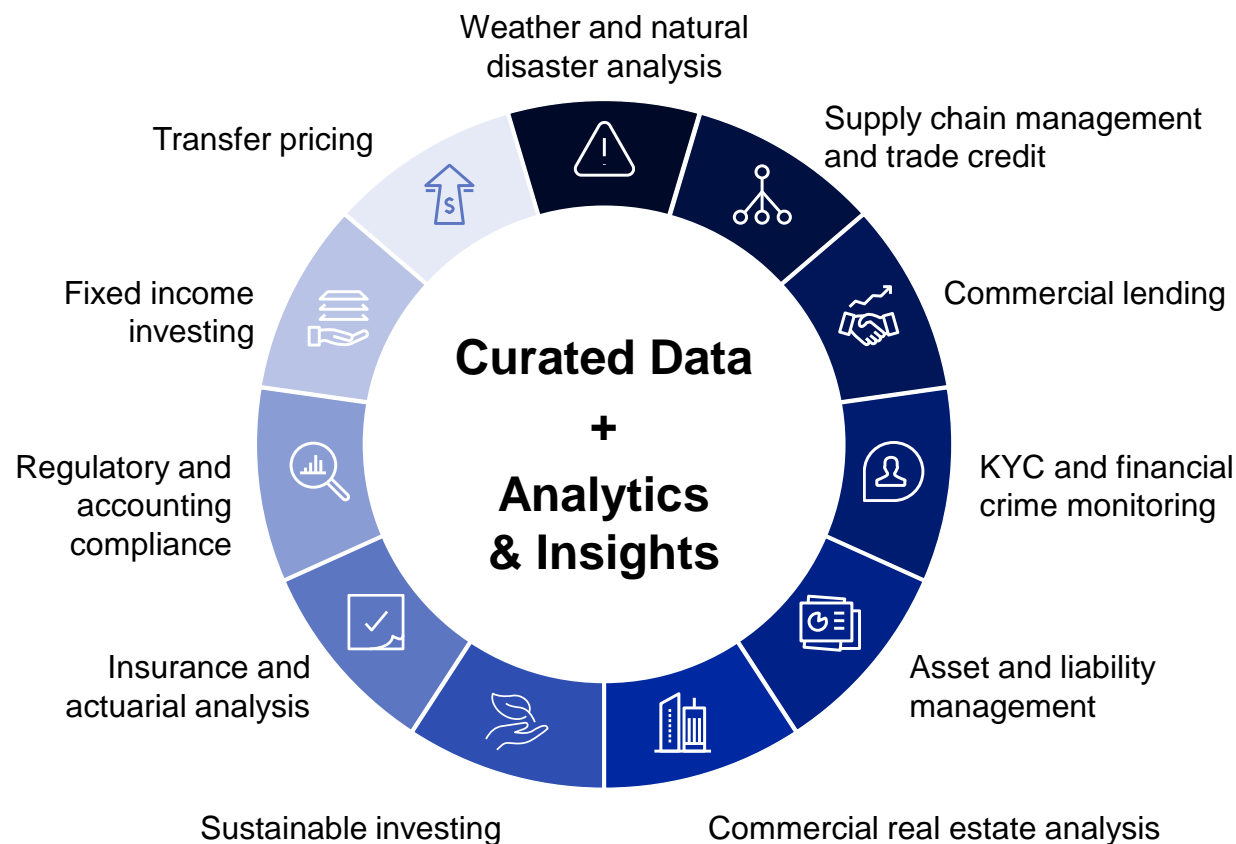 Weather and natural
disaster analysis
Supply chain management
and trade credit
Commercial lending
KYC and financial
crime monitoring
Asset and liability
management
Commercial real estate analysis
Sustainable investing
Insurance and
actuarial analysis
Regulatory and
accounting
compliance
Fixed income
investing
Transfer pricing
$
Curated Data
+
Analytics
& Insights